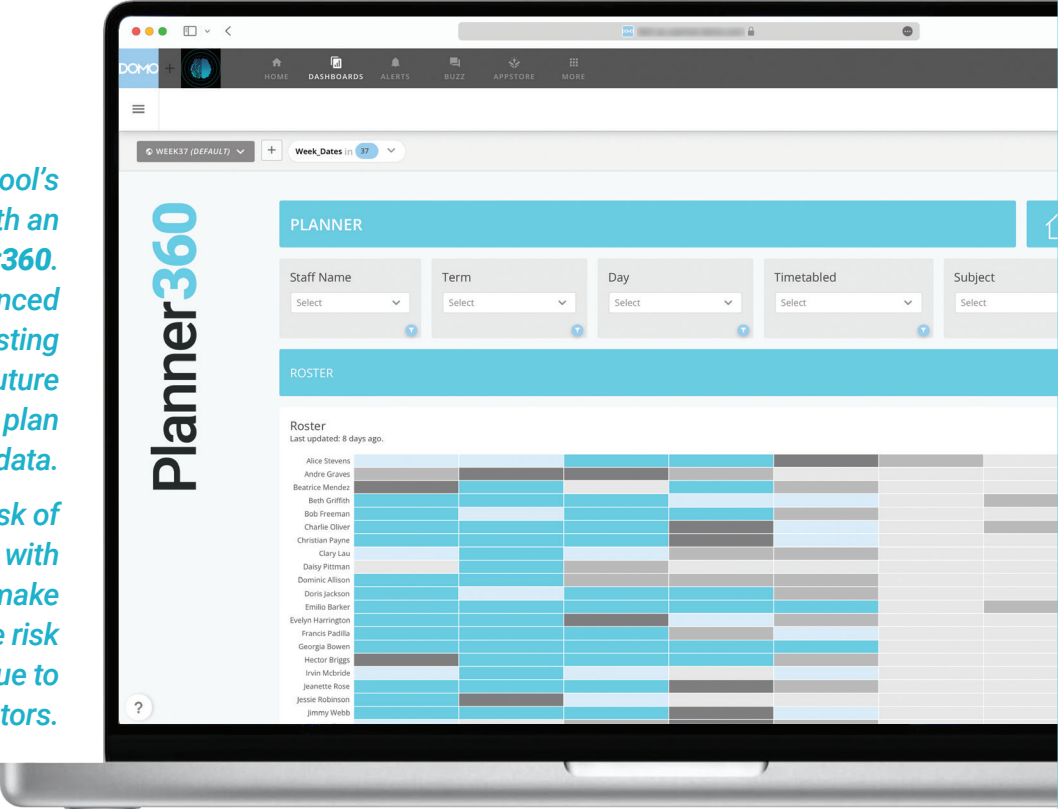 ool's
th an
360.
nced
sting
uture
plan
data.
sk of
with
make
e risk
ue to
tors.
DOMO +
HOME DASHBOARDS ALERTS BUZZ APPSTORE MORE
WEEK37 (DEFAULT) + Week_Dates in 37
Planner360
PLANNER
Staff Name Term Day Timetabled Subject
Select Select Select Select Select
ROSTER
Roster
Last updated: 8 days ago.
Alice Stevens
Andre Graves
Beatrice Mendez
Beth Griffith
Bob Freeman
Charlie Oliver
Christian Payne
Clary Lau
Daisy Pittman
Dominic Allison
Doris Jackson
Emilio Barker
Evelyn Harrington
Francis Padilla
Georgia Bowen
Hector Briggs
Irvin Mcbride
Jeanette Rose
Jessie Robinson
Jimmy Webb
?